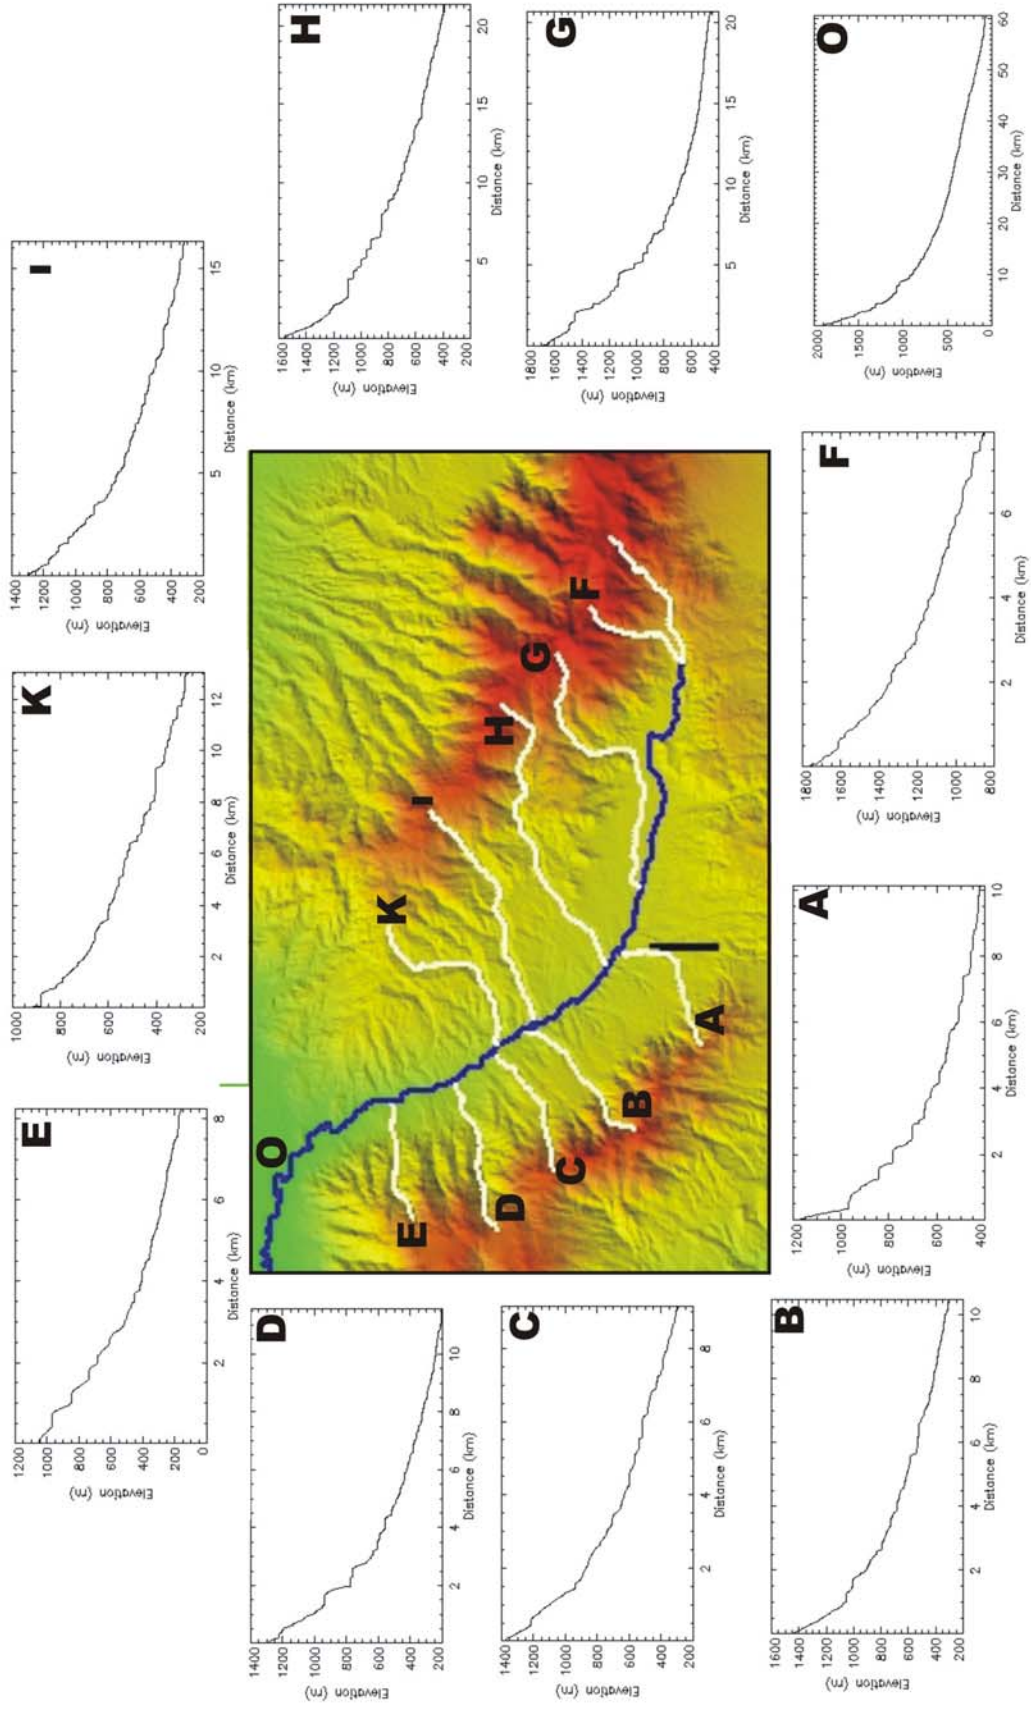 E
1200
1000
800
600
400
200
0
Elevation (m)
2 4 6 8
Distance (km)
K
1000
800
600
400
200
Elevation (m)
2 4 6 8 10 12
Distance (km)
I
1400
1200
1000
800
600
400
200
Elevation (m)
5 10 15
Distance (km)
D
1400
1200
1000
800
600
400
200
Elevation (m)
2 4 6 8 10
Distance (km)
C
1400
1200
1000
800
600
400
200
Elevation (m)
2 4 6 8
Distance (km)
O
K
E
I
H
D
G
C
F
B
A
H
1600
1400
1200
1000
800
600
400
200
Elevation (m)
5 10 15 20
Distance (km)
G
1800
1600
1400
1200
1000
800
600
400
Elevation (m)
5 10 15 20
Distance (km)
B
1600
1400
1200
1000
800
600
400
200
Elevation (m)
2 4 6 8 10
Distance (km)
A
1200
1000
800
600
400
Elevation (m)
2 4 6 8 10
Distance (km)
F
1800
1600
1400
1200
1000
800
Elevation (m)
2 4 6
Distance (km)
O
2000
1500
1000
500
0
Elevation (m)
10 20 30 40 50 60
Distance (km)